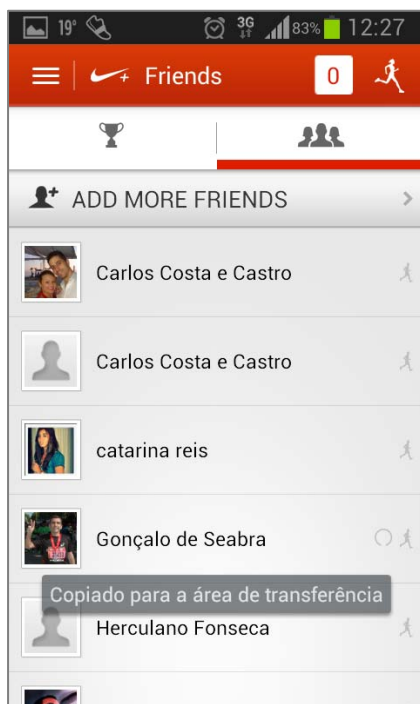 19° 3G 83% 12:27
Friends 0
ADD MORE FRIENDS
Carlos Costa e Castro
Carlos Costa e Castro
catarina reis
Gonçalo de Seabra
Copiado para a área de transferência
Herculano Fonseca